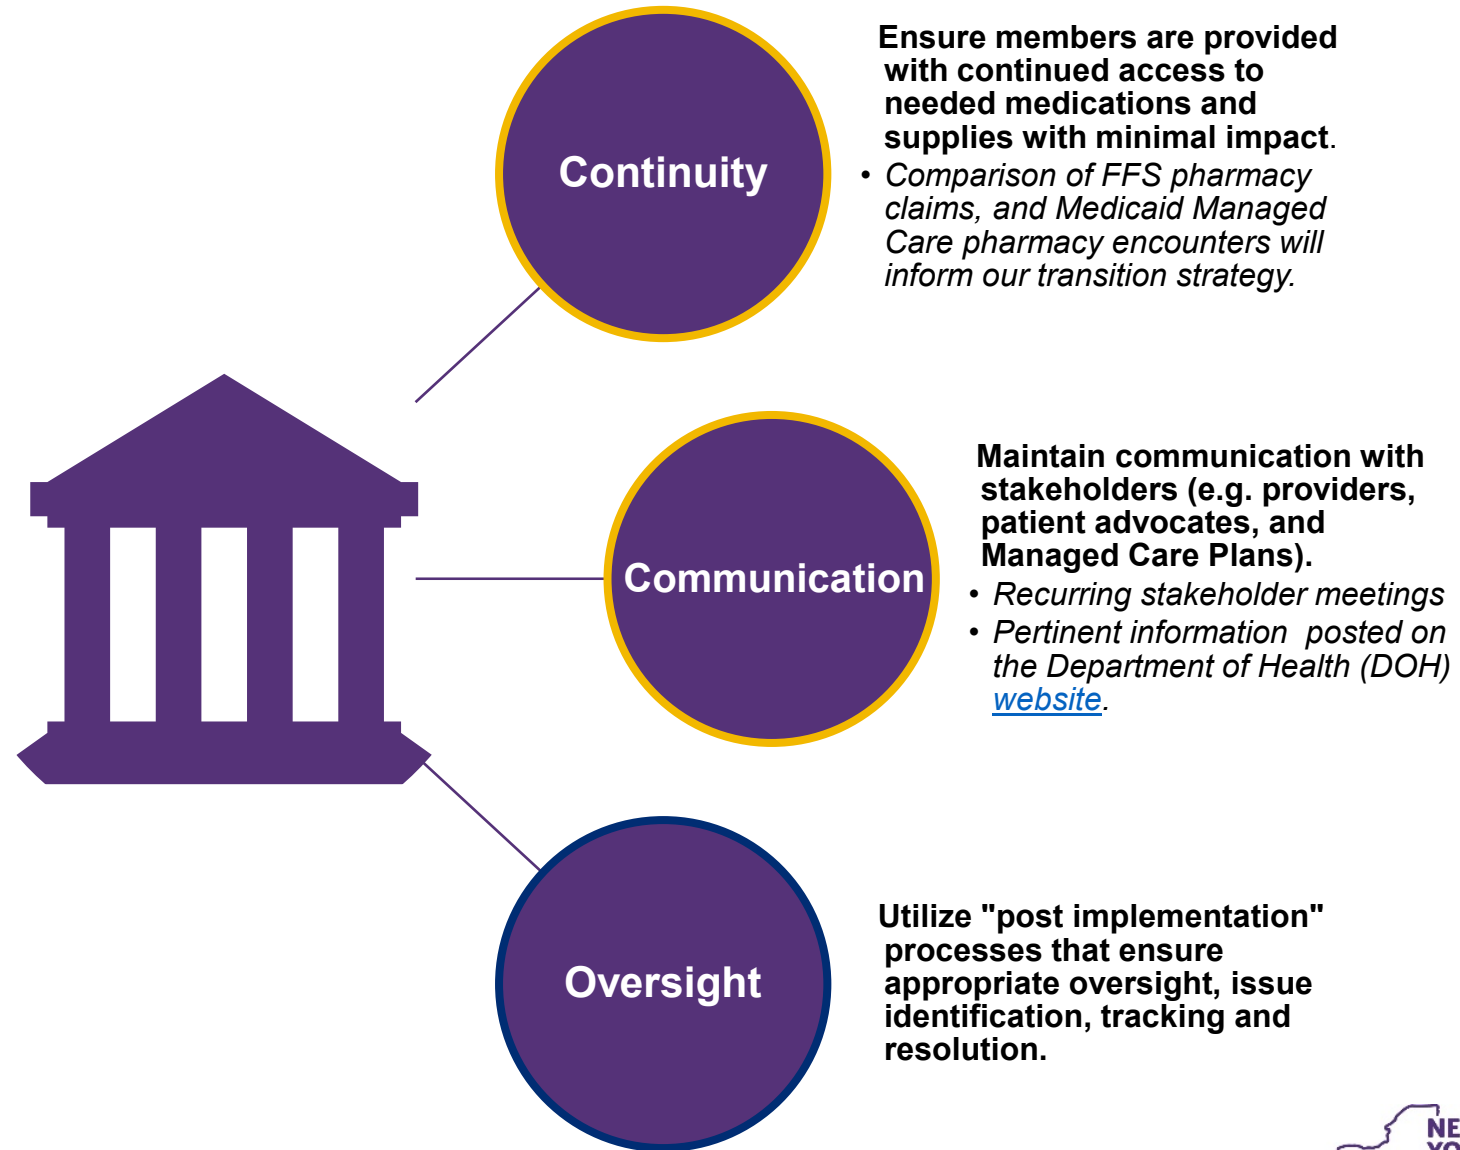 Continuity
Ensure members are provided
with continued access to
needed medications and
supplies with minimal impact.
• Comparison of FFS pharmacy
claims, and Medicaid Managed
Care pharmacy encounters will
inform our transition strategy.
Communication
Maintain communication with
stakeholders (e.g. providers,
patient advocates, and
Managed Care Plans).
• Recurring stakeholder meetings
• Pertinent information  posted on
the Department of Health (DOH)
website.
Oversight
Utilize "post implementation"
processes that ensure
appropriate oversight, issue
identification, tracking and
resolution.
NE